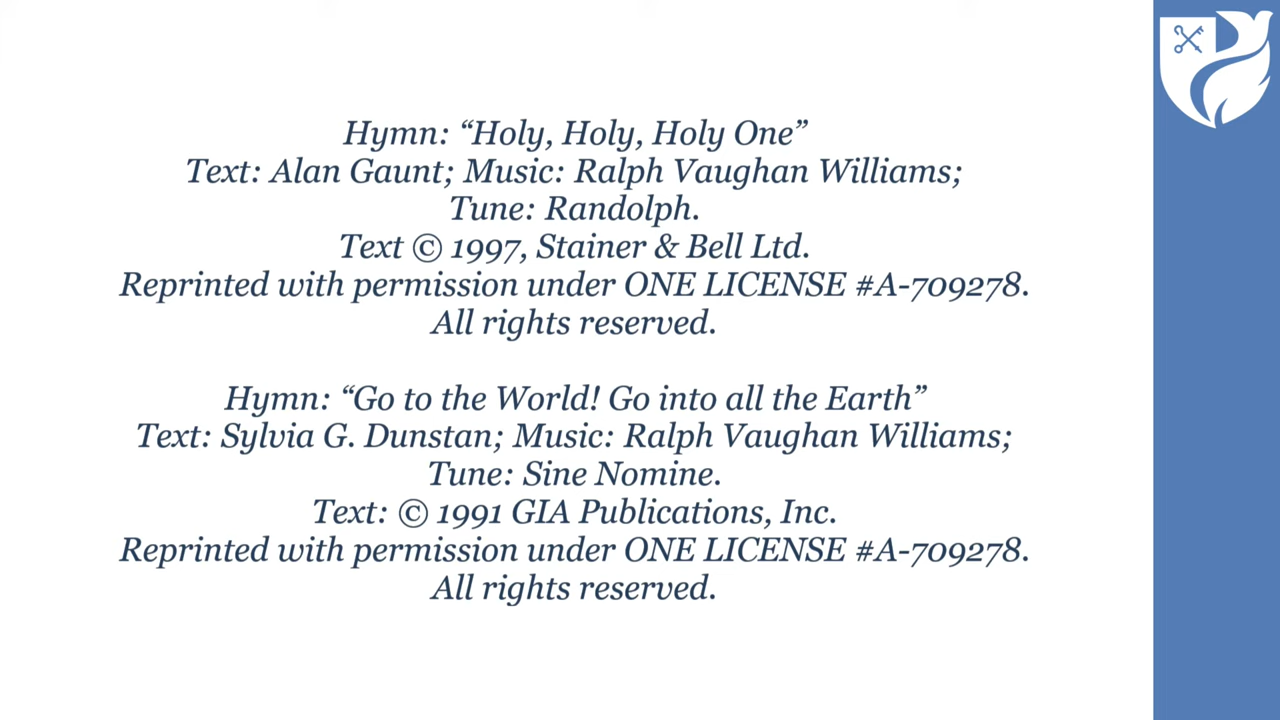 Hymn: “Holy, Holy, Holy One”
Text: Alan Gaunt; Music: Ralph Vaughan Williams;
Tune: Randolph.
Text © 1997, Stainer & Bell Ltd.
Reprinted with permission under ONE LICENSE #A-709278.
All rights reserved.
Hymn: “Go to the World! Go into all the Earth”
Text: Sylvia G. Dunstan; Music: Ralph Vaughan Williams;
Tune: Sine Nomine.
Text: © 1991 GIA Publications, Inc.
Reprinted with permission under ONE LICENSE #A-709278.
All rights reserved.